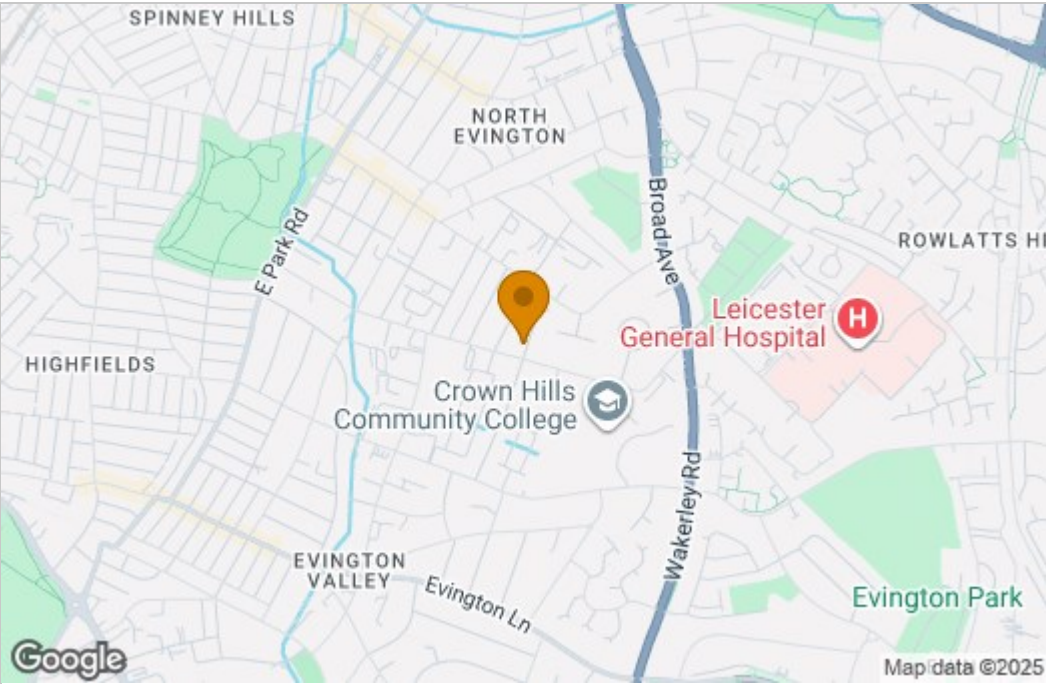 SPINNEY HILLS
NORTH
EVINGTON
Broad Ave
E Park Rd
ROWLATTS HI
Leicester
General Hospital
H
HIGHFIELDS
Crown Hills
Community College
Wakerley Rd
EVINGTON
VALLEY
Evington Ln
Evington Park
Google
Map data ©2025